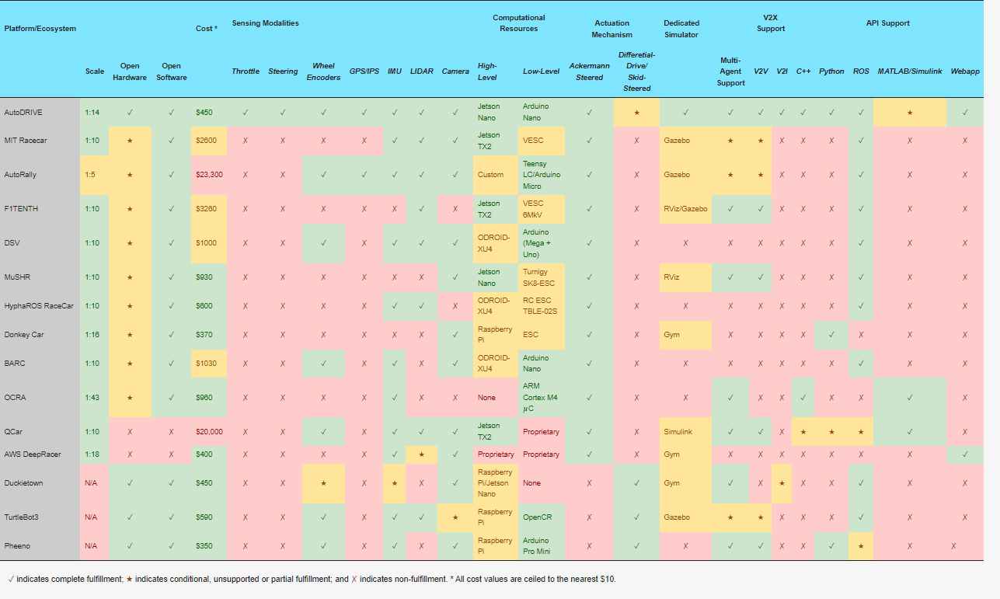 Platform/Ecosystem Cost * Sensing Modalities Computational Resources Actuation Mechanism Dedicated Simulator V2X Support API Support
Scale Open Hardware Open Software Throttle Steering Wheel Encoders GPS/IPS IMU LIDAR Camera High-Level Low-Level Ackermann Steered Differetial-Drive/ Skid-Steered Multi-Agent Support V2V V2I C++ Python ROS MATLAB/Simulink Webapp
AutoDRIVE 1:14 ✓ ✓ $450 ✓ ✓ ✓ ✓ ✓ ✓ ✓ Jetson Nano Arduino Nano ✓ ★ ✓ ✓ ✓ ✓ ✓ ✓ ✓ ★ ✓
MIT Racecar 1:10 ★ ✓ $2600 ✗ ✗ ✗ ✗ ✓ ✓ ✓ Jetson TX2 VESC ✓ ✗ Gazebo ★ ★ ✗ ✗ ✗ ✓ ✗ ✗
AutoRally 1:5 ★ ✓ $23,300 ✗ ✗ ✓ ✓ ✓ ✓ ✓ Custom Teensy LC/Arduino Micro ✓ ✗ Gazebo ★ ★ ✗ ✗ ✗ ✓ ✗ ✗
F1TENTH 1:10 ★ ✓ $3260 ✗ ✗ ✗ ✗ ✗ ✓ ✗ Jetson TX2 VESC 6MkV ✓ ✗ RViz/Gazebo ✓ ✓ ✗ ✗ ✗ ✓ ✗ ✗
DSV 1:10 ★ ✓ $1000 ✗ ✗ ✓ ✗ ✓ ✓ ✓ ODROID-XU4 Arduino (Mega + Uno) ✓ ✗ ✗ ✗ ✗ ✗ ✗ ✗ ✓ ✗ ✗
MuSHR 1:10 ★ ✓ $930 ✗ ✗ ✗ ✗ ✗ ✗ ✓ Jetson Nano Turnigy SK8-ESC ✓ ✗ RViz ✓ ✓ ✗ ✗ ✗ ✓ ✗ ✗
HyphaROS RaceCar 1:10 ★ ✓ $600 ✗ ✗ ✗ ✗ ✓ ✓ ✗ ODROID-XU4 RC ESC TBLE-02S ✓ ✗ ✗ ✗ ✗ ✗ ✗ ✗ ✓ ✗ ✗
Donkey Car 1:16 ★ ✓ $370 ✗ ✗ ✗ ✗ ✗ ✗ ✓ Raspberry Pi ESC ✓ ✗ Gym ✗ ✗ ✗ ✗ ✓ ✗ ✗ ✗
BARC 1:10 ★ ✓ $1030 ✗ ✗ ✓ ✗ ✓ ✗ ✓ ODROID-XU4 Arduino Nano ✓ ✗ ✗ ✗ ✗ ✗ ✗ ✗ ✓ ✗ ✗
OCRA 1:43 ★ ✓ $960 ✗ ✗ ✗ ✗ ✓ ✗ ✗ None ARM Cortex M4 μC ✓ ✗ ✗ ✓ ✗ ✗ ✓ ✗ ✗ ✓ ✗
QCar 1:10 ✗ ✗ $20,000 ✗ ✗ ✓ ✗ ✓ ✓ ✓ Jetson TX2 Proprietary ✓ ✗ Simulink ✓ ✓ ✗ ★ ★ ★ ✓ ✗
AWS DeepRacer 1:18 ✗ ✗ $400 ✗ ✗ ✗ ✗ ✓ ★ ✓ Proprietary Proprietary ✓ ✗ Gym ✗ ✗ ✗ ✗ ✗ ✗ ✗ ✓
Duckietown N/A ✓ ✓ $450 ✗ ✗ ★ ✗ ★ ✗ ✓ Raspberry Pi/Jetson Nano None ✗ ✓ Gym ✓ ✗ ★ ✗ ✗ ✓ ✗ ✗
TurtleBot3 N/A ✓ ✓ $590 ✗ ✗ ✓ ✗ ✓ ✓ ★ Raspberry Pi OpenCR ✗ ✓ Gazebo ★ ★ ✗ ✗ ✗ ✓ ✗ ✗
Pheeno N/A ✓ ✓ $350 ✗ ✗ ✓ ✗ ✓ ✗ ✓ Raspberry Pi Arduino Pro Mini ✗ ✓ ✗ ✓ ✓ ✗ ✗ ✓ ★ ✗ ✗
✓ indicates complete fulfillment; ★ indicates conditional, unsupported or partial fulfillment; and ✗ indicates non-fulfillment. * All cost values are ceiled to the nearest $10.